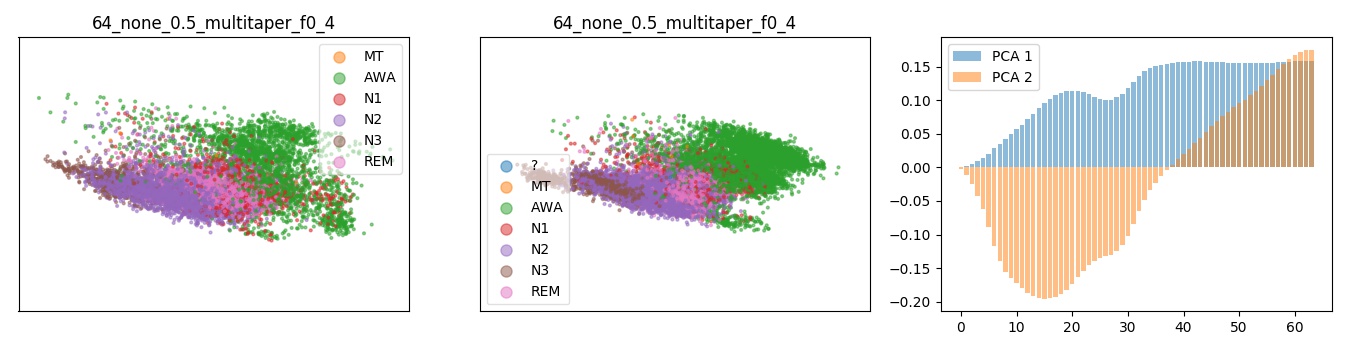 64_none_0.5_multitaper_f0_4
MT
AWA
N1
N2
N3
REM
64_none_0.5_multitaper_f0_4
?
MT
AWA
N1
N2
N3
REM
PCA 1
PCA 2
0.15
0.10
0.05
0.00
−0.05
−0.10
−0.15
−0.20
0 10 20 30 40 50 60